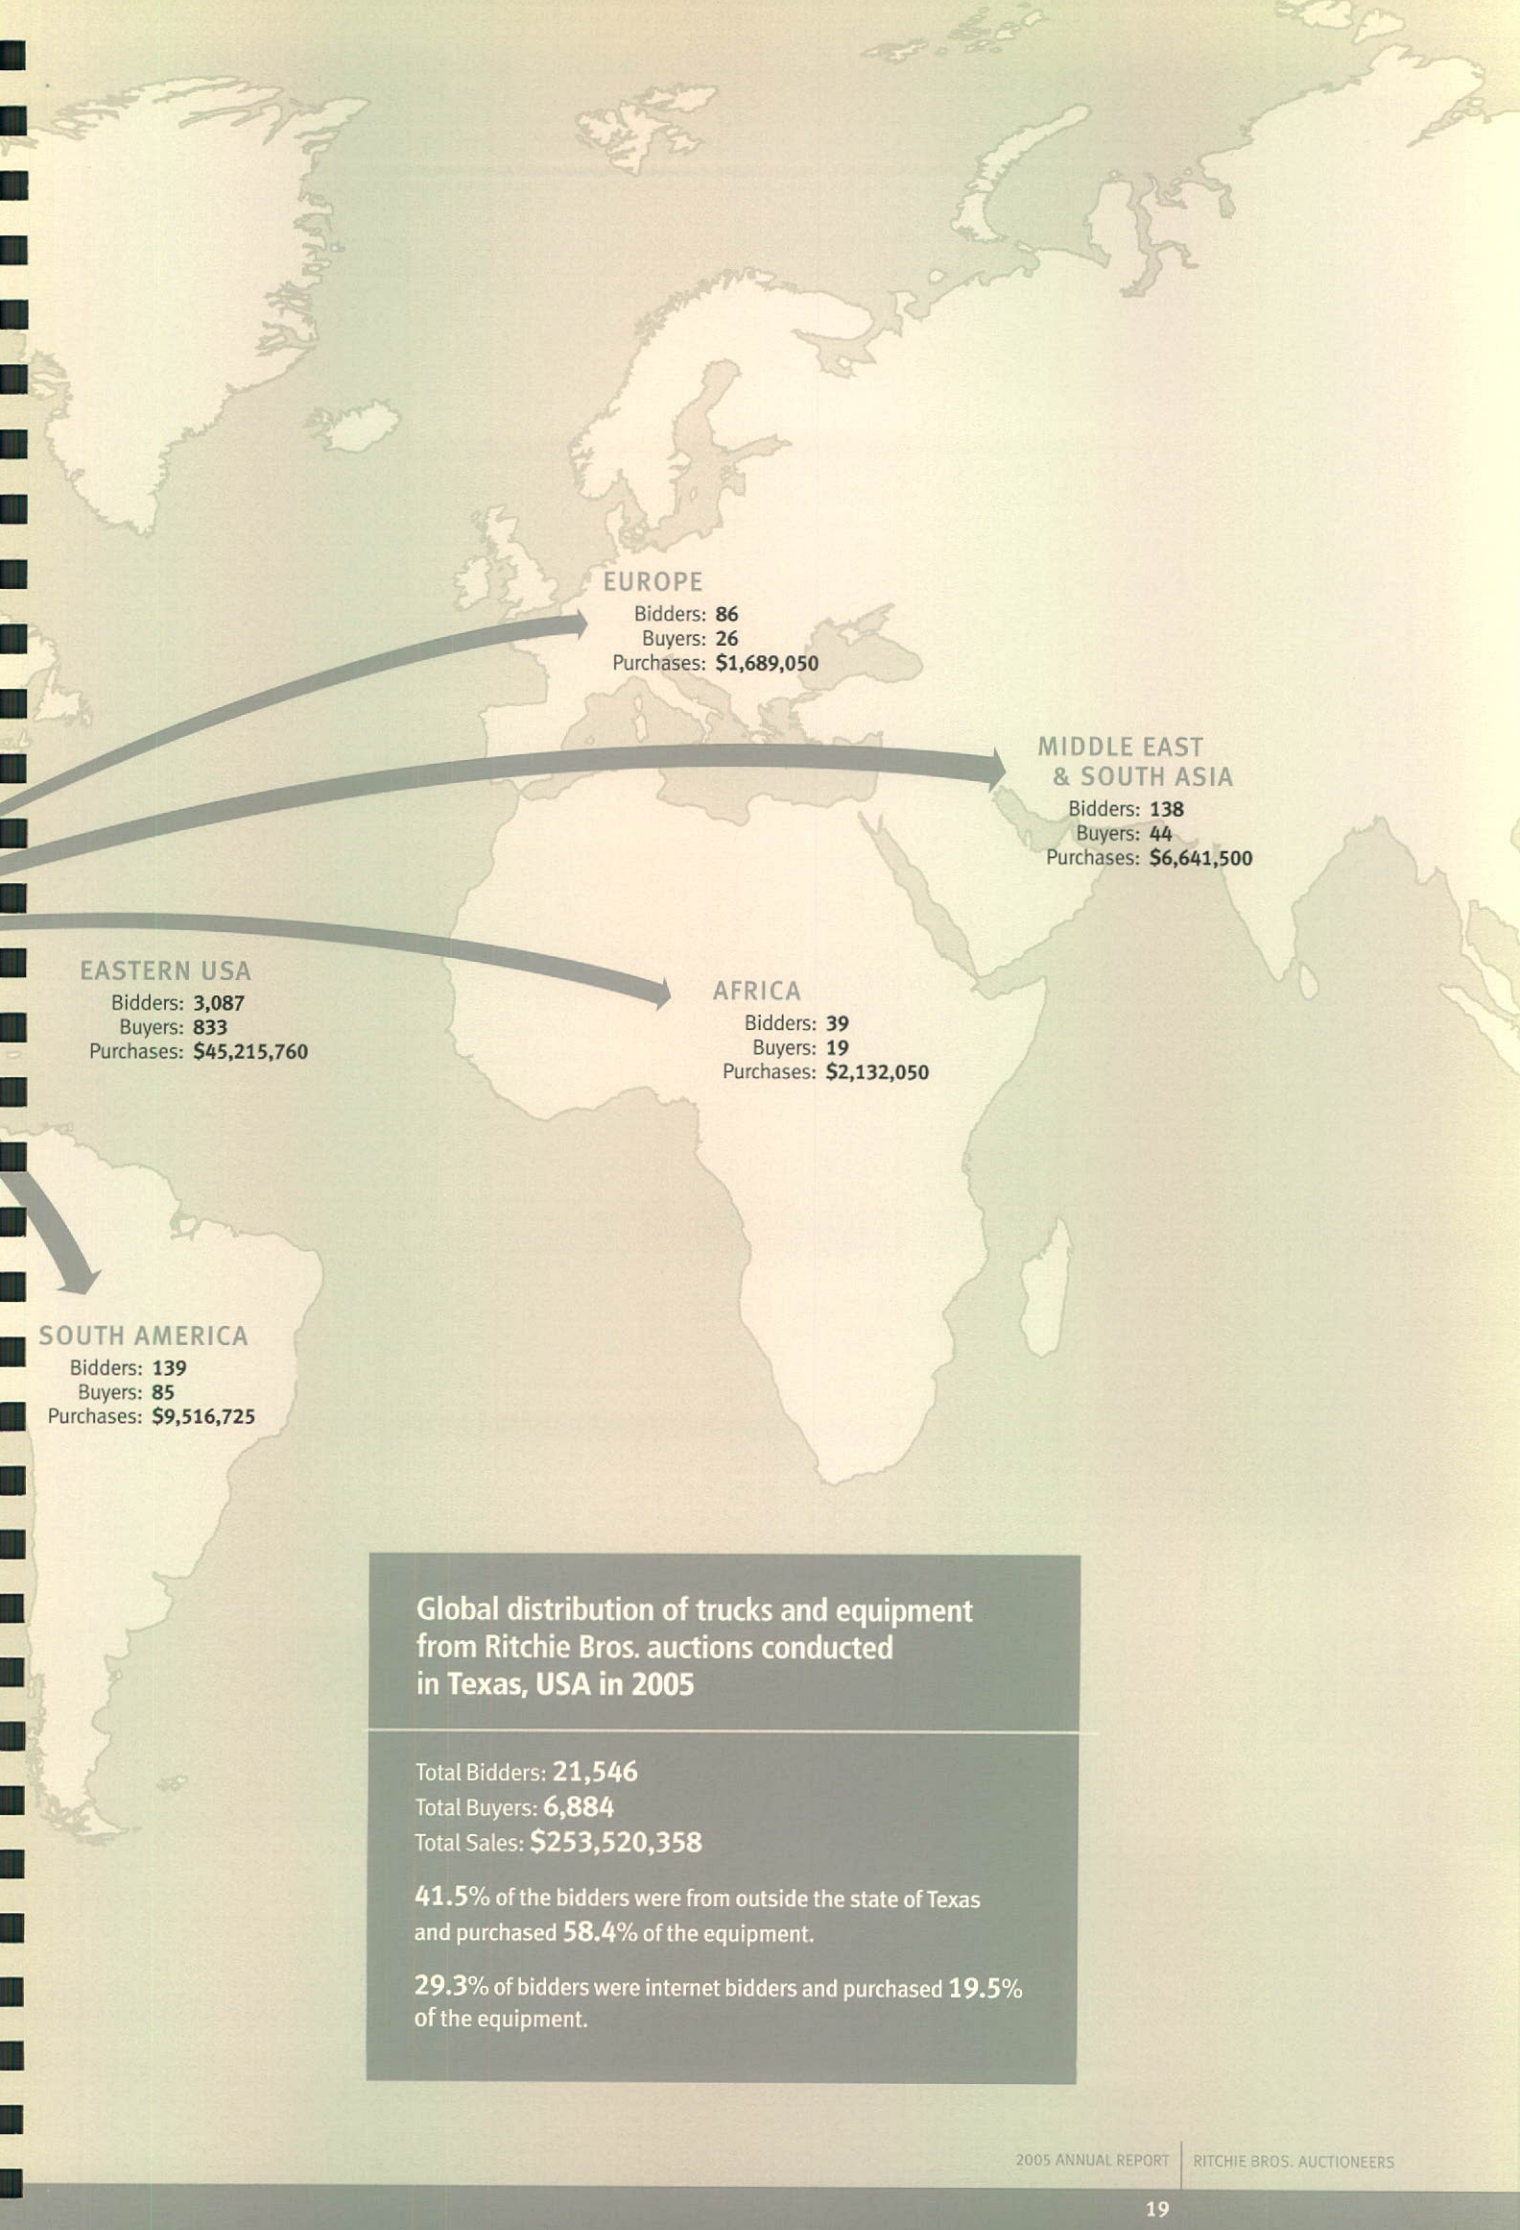 EUROPE
Bidders: 86
Buyers: 26
Purchases: $1,689,050
MIDDLE EAST
& SOUTH ASIA
Bidders: 138
Buyers: 44
Purchases: $6,641,500
EASTERN USA
Bidders: 3,087
Buyers: 833
Purchases: $45,215,760
AFRICA
Bidders: 39
Buyers: 19
Purchases: $2,132,050
SOUTH AMERICA
Bidders: 139
Buyers: 85
Purchases: $9,516,725
Global distribution of trucks and equipment
from Ritchie Bros. auctions conducted
in Texas, USA in 2005
Total Bidders: 21,546
Total Buyers: 6,884
Total Sales: $253,520,358
41.5% of the bidders were from outside the state of Texas
and purchased 58.4% of the equipment.
29.3% of bidders were internet bidders and purchased 19.5%
of the equipment.
2005 ANNUAL REPORT RITCHIE BROS. AUCTIONEERS
19